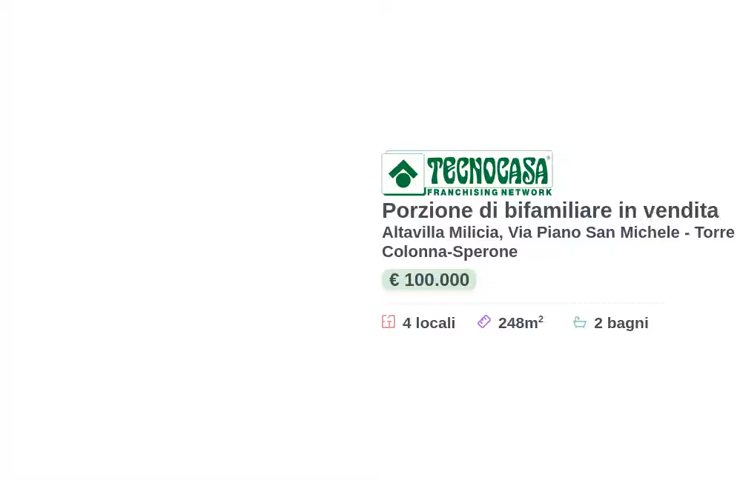 TECNOCASA®
FRANCHISING NETWORK
Porzione di bifamiliare in vendita
Altavilla Milicia, Via Piano San Michele - Torre
Colonna-Sperone
€ 100.000
4 locali 248m² 2 bagni